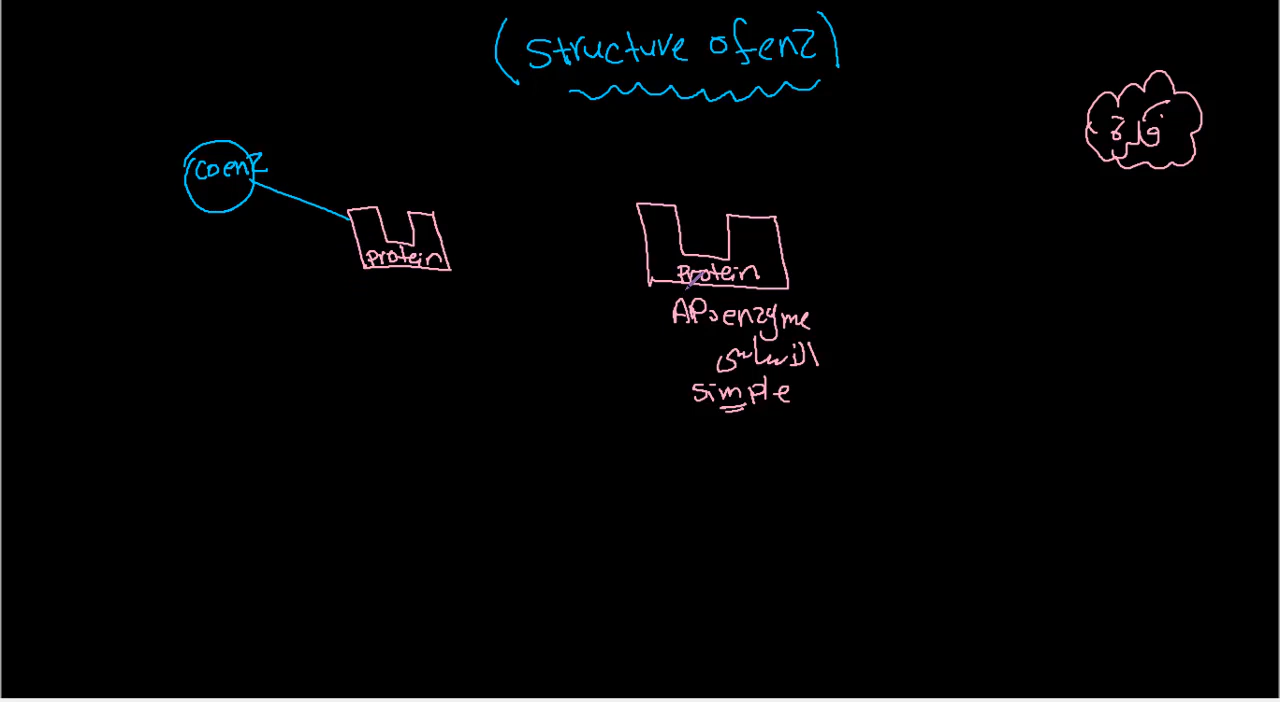 (structure of enz)
coenz
protein
protein
APoenzyme
simple